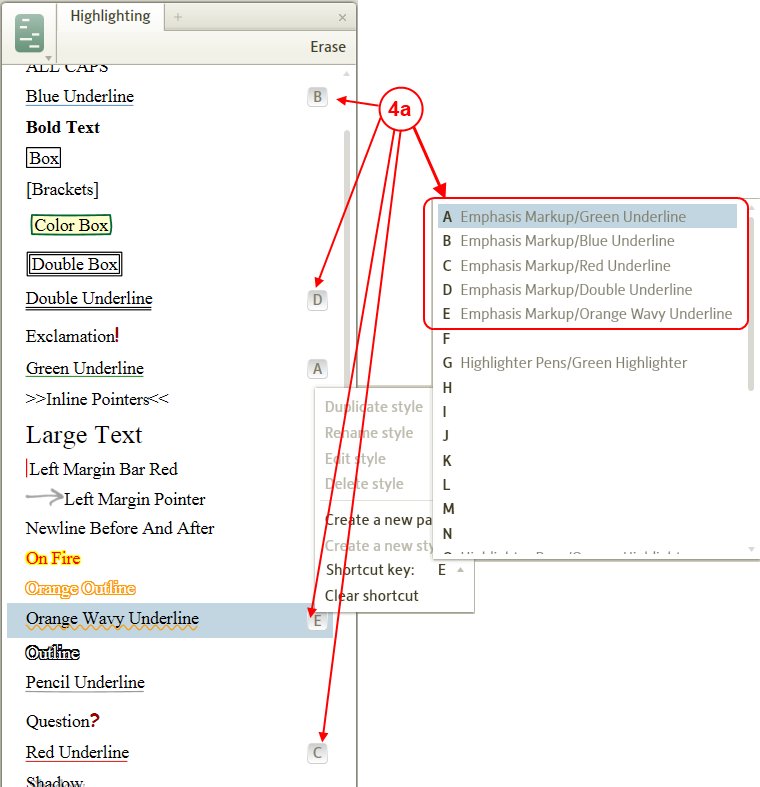 Highlighting + ×
Erase
ALL CAPS
Blue Underline B
Bold Text
Box
[Brackets]
Color Box
Double Box
Double Underline D
Exclamation!
Green Underline A
>>Inline Pointers<<
Large Text
Left Margin Bar Red
Left Margin Pointer
Newline Before And After
On Fire
Orange Outline
Orange Wavy Underline E
Outline
Pencil Underline
Question?
Red Underline C
Shadow
4a
A Emphasis Markup/Green Underline
B Emphasis Markup/Blue Underline
C Emphasis Markup/Red Underline
D Emphasis Markup/Double Underline
E Emphasis Markup/Orange Wavy Underline
F
G Highlighter Pens/Green Highlighter
H
I
J
K
L
M
N
Duplicate style
Rename style
Edit style
Delete style
Create a new pa
Create a new sty
Shortcut key: E
Clear shortcut